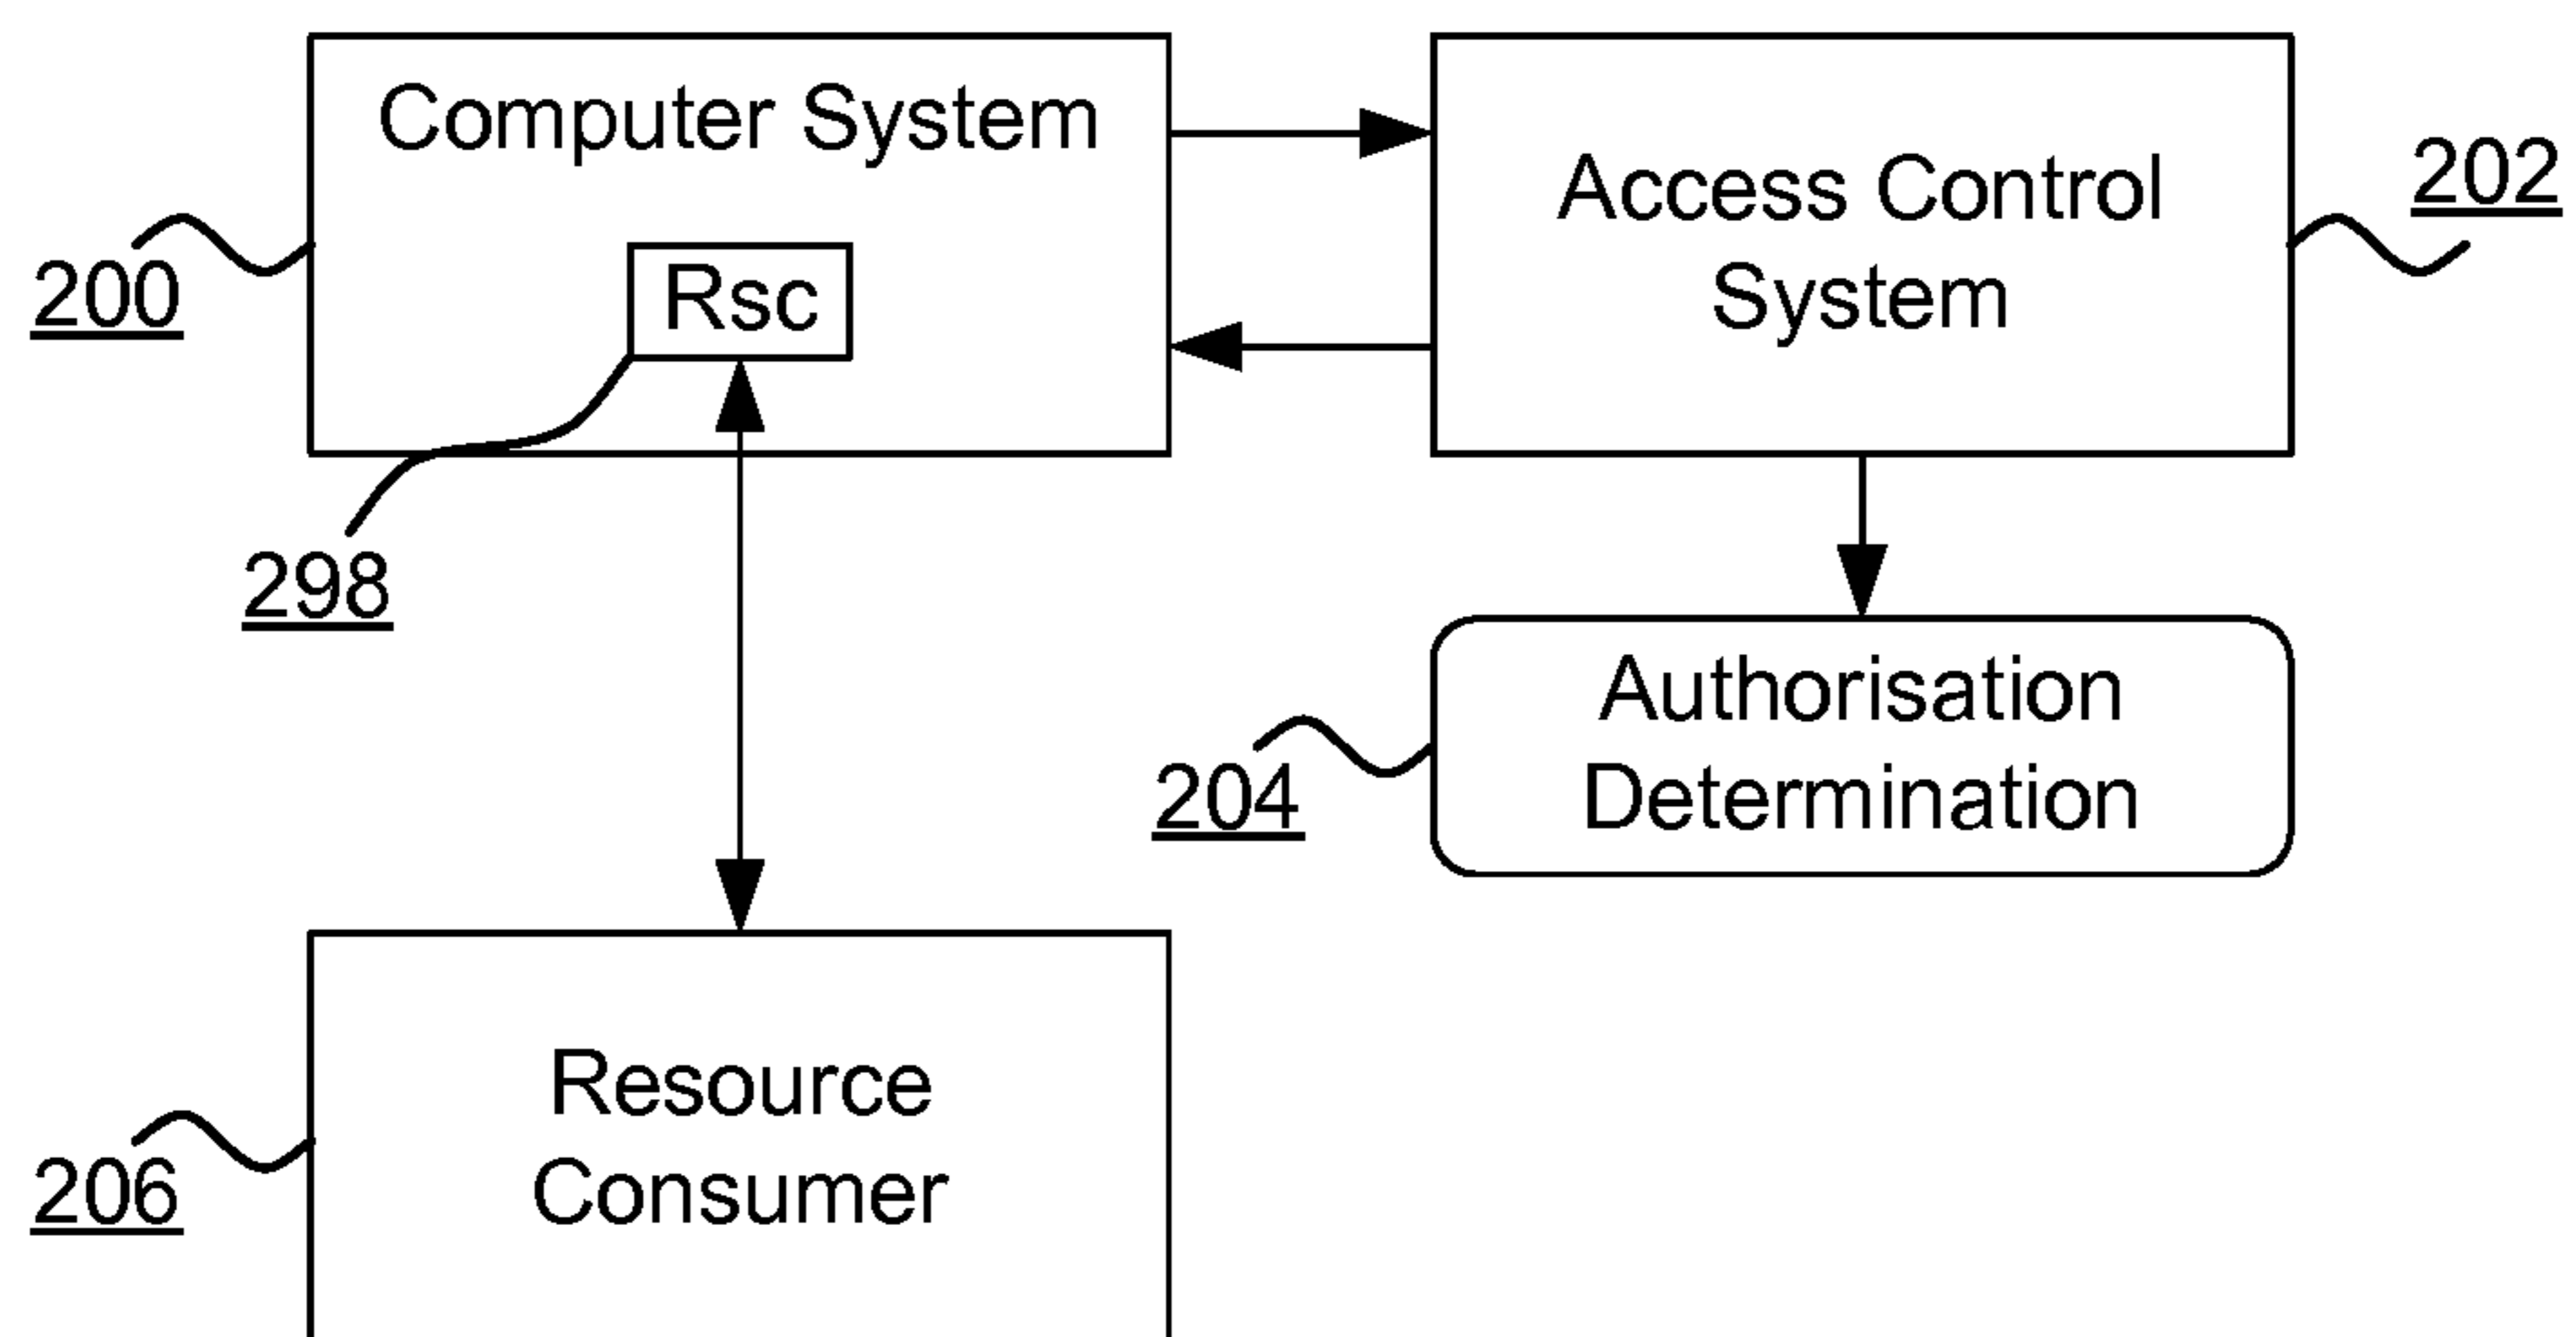 Computer System
Access Control
System
202
200
Rsc
298
Authorisation
Determination
204
Resource
Consumer
206